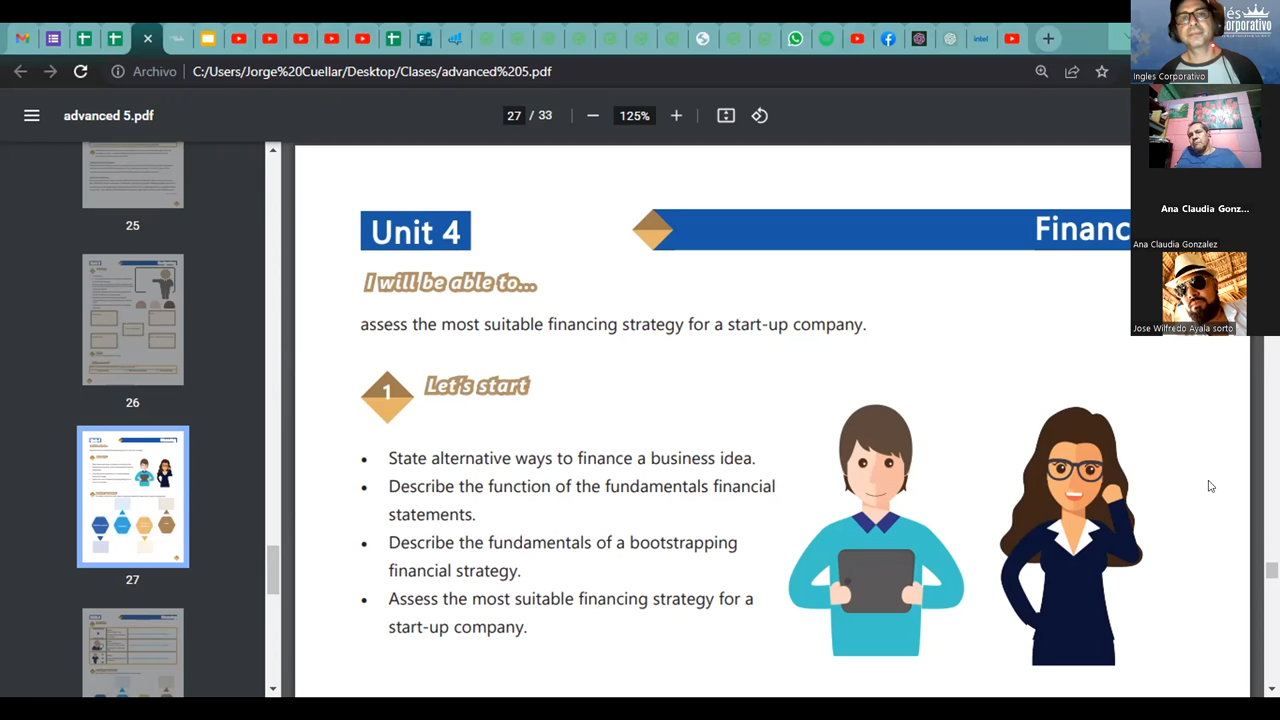 Archivo
C:/Users/Jorge%20Cuellar/Desktop/Clases/advanced%205.pdf
advanced 5.pdf
27 / 33
125%
25
26
27
Unit 4
Financ
I will be able to...
assess the most suitable financing strategy for a start-up company.
1
Let's start
• State alternative ways to finance a business idea.
• Describe the function of the fundamentals financial
statements.
• Describe the fundamentals of a bootstrapping
financial strategy.
• Assess the most suitable financing strategy for a
start-up company.
intel
lés
corporativo
Ingles Corporativo
Ana Claudia Gonz...
Ana Claudia Gonzalez
Jose Wilfredo Ayala sorto